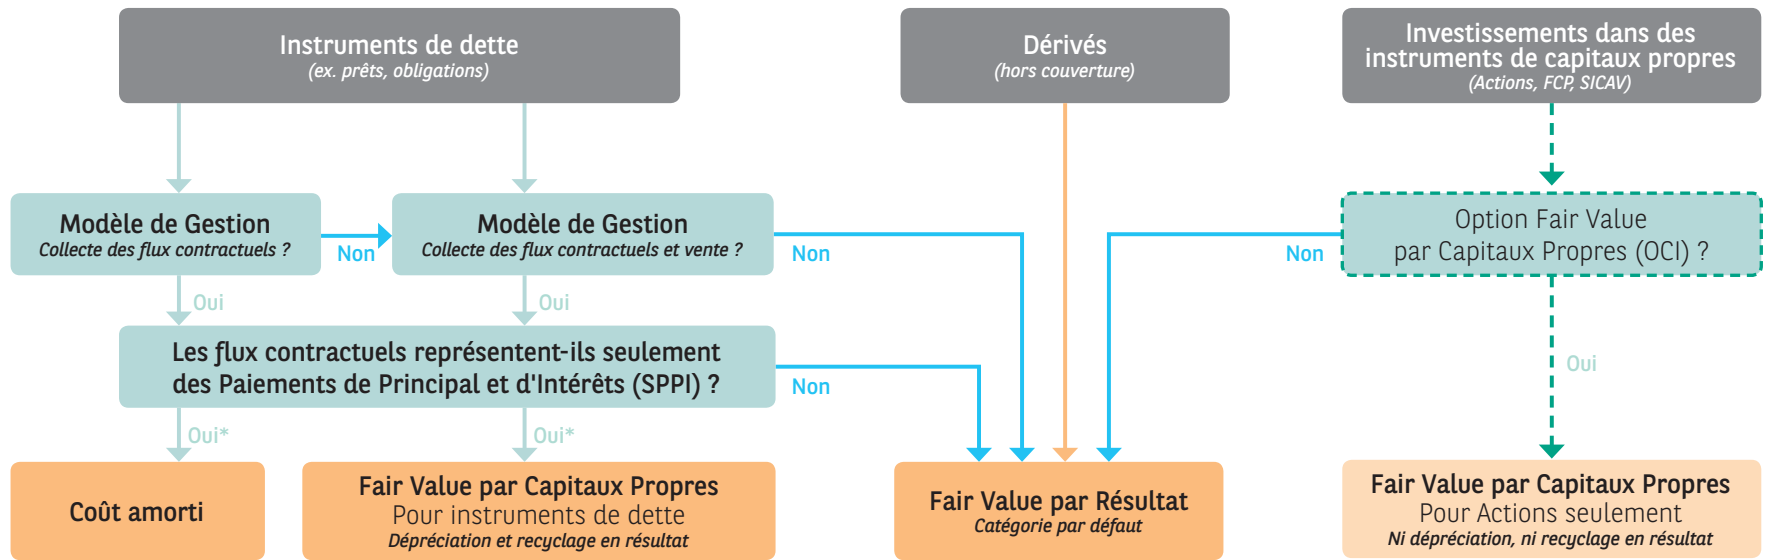 Instruments de dette
(ex. prêts, obligations)
Dérivés
(hors couverture)
Investissements dans des
instruments de capitaux propres
(Actions, FCP, SICAV)
Modèle de Gestion
Collecte des flux contractuels ?
Non
Modèle de Gestion
Collecte des flux contractuels et vente ?
Non
Non
Option Fair Value
par Capitaux Propres (OCI) ?
Oui
Oui
Les flux contractuels représentent-ils seulement
des Paiements de Principal et d'Intérêts (SPPI) ?
Non
Oui
Oui*
Oui*
Coût amorti
Fair Value par Capitaux Propres
Pour instruments de dette
Dépréciation et recyclage en résultat
Fair Value par Résultat
Catégorie par défaut
Fair Value par Capitaux Propres
Pour Actions seulement
Ni dépréciation, ni recyclage en résultat